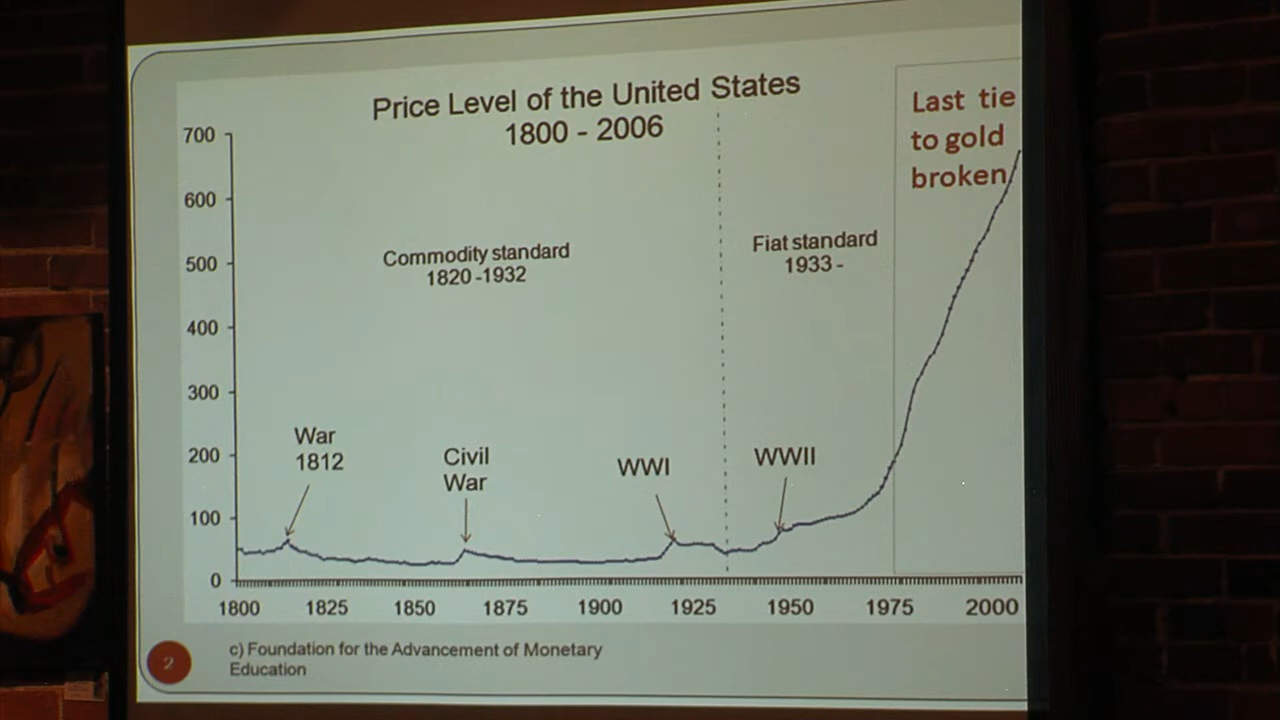 Price Level of the United States
1800 - 2006
Last tie
to gold
broken
700
600
500
400
300
200
100
0
Commodity standard
1820 -1932
Fiat standard
1933 -
War
1812
Civil
War
WWI
WWII
1800 1825 1850 1875 1900 1925 1950 1975 2000
2
c) Foundation for the Advancement of Monetary
Education